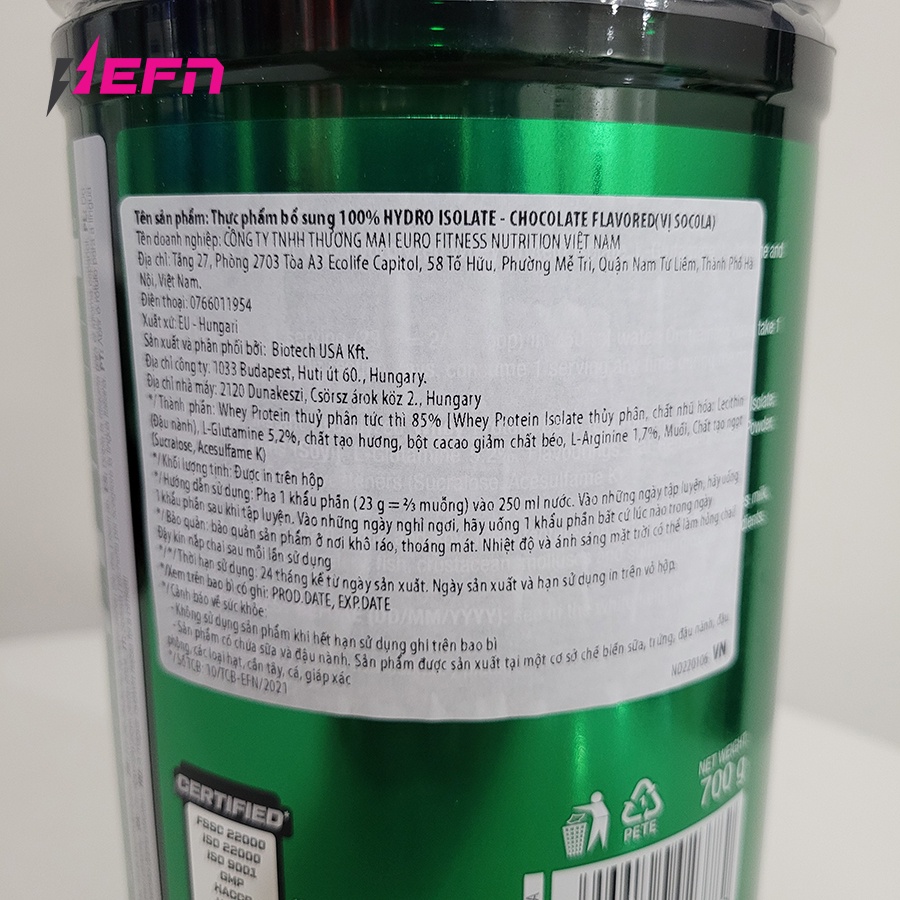 EFN
Tên sản phẩm: Thực phẩm bổ sung 100% HYDRO ISOLATE - CHOCOLATE FLAVORED(VỊ SOCOLA)
Tên doanh nghiệp: CÔNG TY TNHH THƯƠNG MẠI EURO FITNESS NUTRITION VIỆT NAM
Địa chỉ: Tầng 27, Phòng 2703 Tòa A3 Ecolife Capitol, 58 Tố Hữu, Phường Mễ Trì, Quận Nam Từ Liêm, Thành Phố Hà
Nội, Việt Nam.
Điện thoại: 0766011954
Xuất xứ: EU - Hungari
Sản xuất và phân phối bởi: Biotech USA Kft.
Địa chỉ công ty: 1033 Budapest, Huti út 60., Hungary.
Địa chỉ nhà máy: 2120 Dunakeszi, Csörsz árok köz 2., Hungary
*/Thành phần: Whey Protein thuỷ phân tức thì 85% [Whey Protein Isolate thủy phân, chất nhũ hóa: Lecithin
(Đậu nành), L-Glutamine 5,2%, chất tạo hương, bột cacao giảm chất béo, L-Arginine 1,7%, Muối, Chất tạo ngọt
(Sucralose, Acesulfame K)
*/Khối lượng tịnh: Được in trên hộp
*/Hướng dẫn sử dụng: Pha 1 khẩu phần (23 g = ⅔ muỗng) vào 250 ml nước. Vào những ngày tập luyện, hãy uống
1 khẩu phần sau khi tập luyện. Vào những ngày nghỉ ngơi, hãy uống 1 khẩu phần bất cứ lúc nào trong ngày
*/Bảo quản: bảo quản sản phẩm ở nơi khô ráo, thoáng mát. Nhiệt độ và ánh sáng mặt trời có thể làm hỏng chai
Đậy kín nắp chai sau mỗi lần sử dụng
*/*/Thời hạn sử dụng: 24 tháng kể từ ngày sản xuất. Ngày sản xuất và hạn sử dụng in trên vỏ hộp.
*/Xem trên bao bì có ghi: PROD.DATE, EXP.DATE
*/Cảnh báo về sức khỏe:
-Không sử dụng sản phẩm khi hết hạn sử dụng ghi trên bao bì
-Sản phẩm có chứa sữa và đậu nành. Sản phẩm được sản xuất tại một cơ sở chế biến sữa, trứng, đậu nành, đậu
phộng, các loại hạt, cần tây, cá, giáp xác
*/Số TCB: 10/TCB-EFN/2021
ND220106 VN
CERTIFIED
FSSC 22000
ISO 22000
ISO 9001
GMP
HACCP
PETE
NET WEIGHT:
700 g